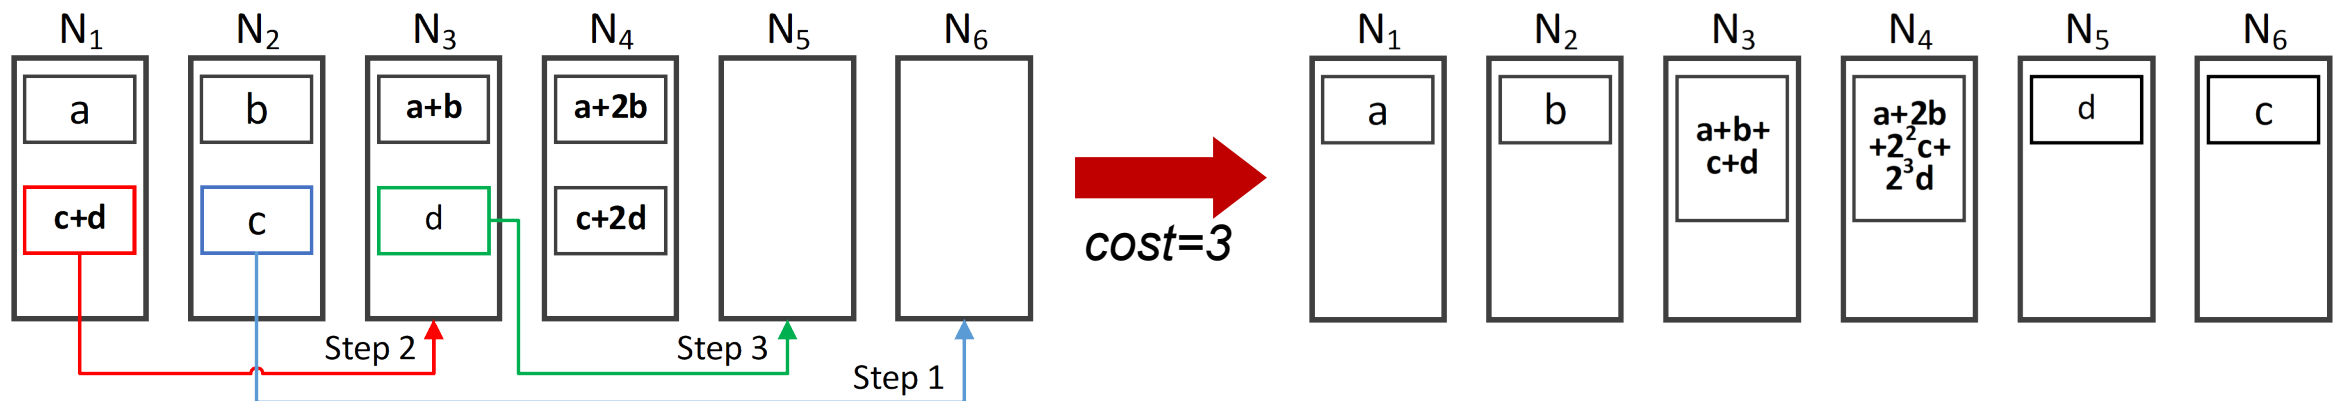 N₁ N₂ N₃ N₄ N₅ N₆ N₁ N₂ N₃ N₄ N₅ N₆
a b a+b a+2b a b d c
a+b+
c+d
a+2b
+2²c+
2³d
c+d c d c+2d
cost=3
Step 2 Step 3
Step 1